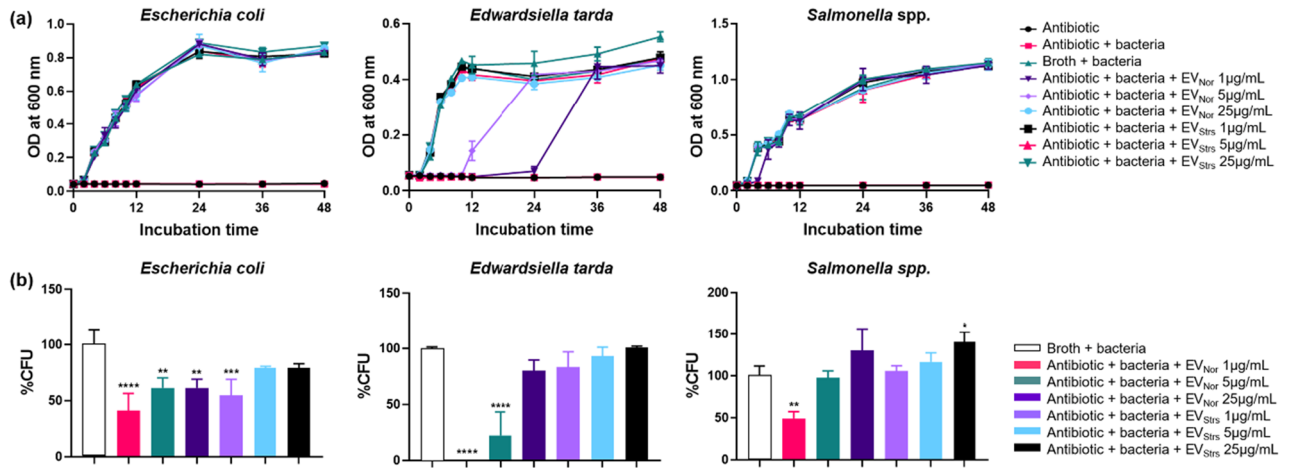 (a)
Escherichia coli
Edwardsiella tarda
Salmonella spp.
OD at 600 nm
1.0
0.8
0.6
0.4
0.2
0.0
0 12 24 36 48
Incubation time
OD at 600 nm
0.6
0.4
0.2
0.0
0 12 24 36 48
Incubation time
OD at 600 nm
1.5
1.0
0.5
0.0
0 12 24 36 48
Incubation time
Antibiotic
Antibiotic + bacteria
Broth + bacteria
Antibiotic + bacteria + EVNor 1µg/mL
Antibiotic + bacteria + EVNor 5µg/mL
Antibiotic + bacteria + EVNor 25µg/mL
Antibiotic + bacteria + EVStrs 1µg/mL
Antibiotic + bacteria + EVStrs 5µg/mL
Antibiotic + bacteria + EVStrs 25µg/mL
(b)
Escherichia coli
Edwardsiella tarda
Salmonella spp.
%CFU
150
100
50
0
**** ** ** ***
%CFU
150
100
50
0
**** ****
%CFU
200
150
100
50
0
** *
Broth + bacteria
Antibiotic + bacteria + EVNor 1µg/mL
Antibiotic + bacteria + EVNor 5µg/mL
Antibiotic + bacteria + EVNor 25µg/mL
Antibiotic + bacteria + EVStrs 1µg/mL
Antibiotic + bacteria + EVStrs 5µg/mL
Antibiotic + bacteria + EVStrs 25µg/mL